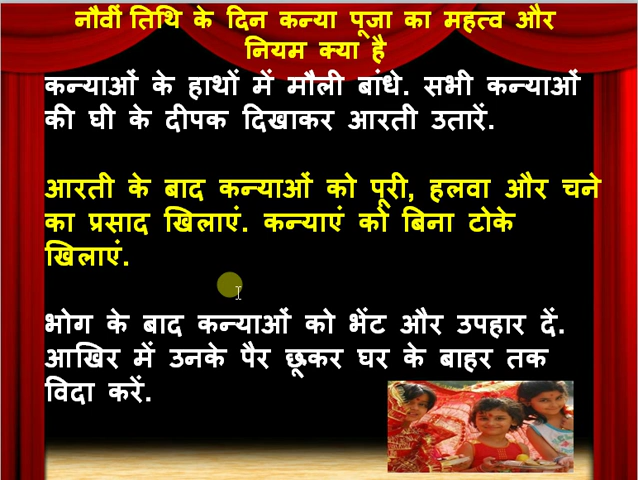 नौवीं तिथि के दिन कन्या पूजा का महत्व और
नियम क्या है
कन्याओं के हाथों में मौली बांधे. सभी कन्याओं
की घी के दीपक दिखाकर आरती उतारें.
आरती के बाद कन्याओं को पूरी, हलवा और चने
का प्रसाद खिलाएं. कन्याएं को बिना टोके
खिलाएं.
भोग के बाद कन्याओं को भेंट और उपहार दें.
आखिर में उनके पैर छूकर घर के बाहर तक
विदा करें.